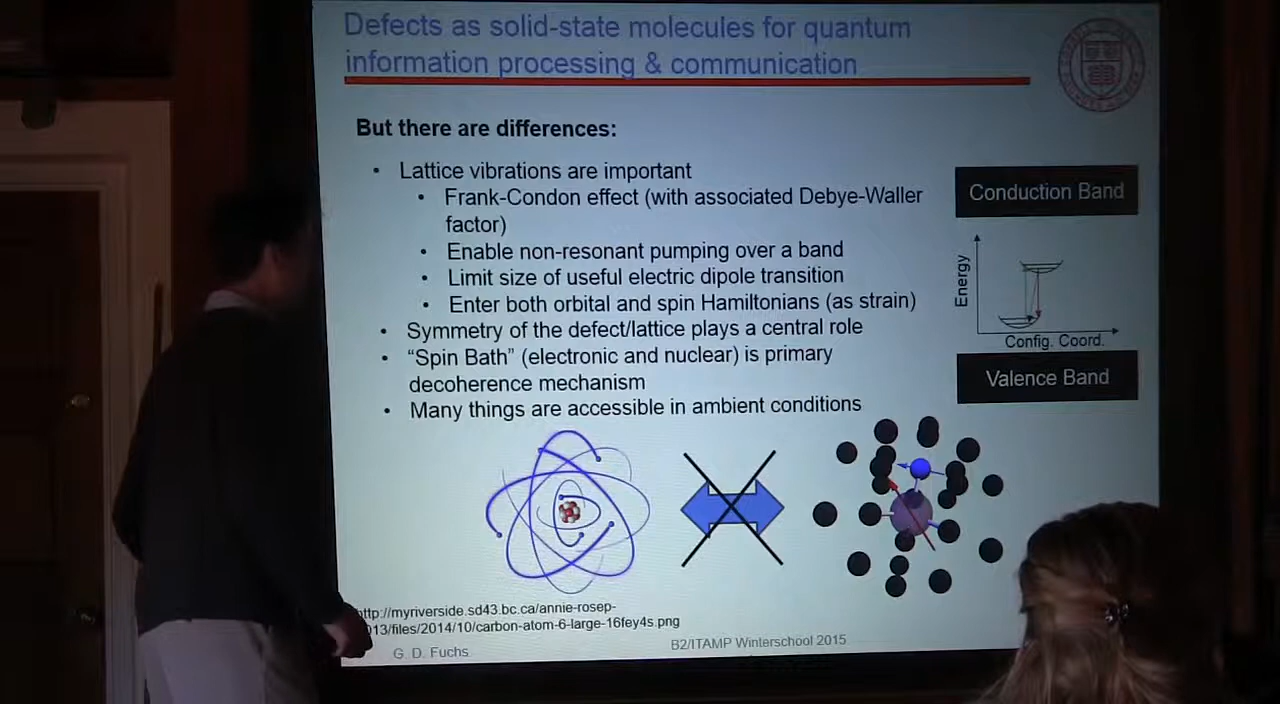 Defects as solid-state molecules for quantum
information processing & communication
But there are differences:
• Lattice vibrations are important
• Frank-Condon effect (with associated Debye-Waller
factor)
• Enable non-resonant pumping over a band
• Limit size of useful electric dipole transition
• Enter both orbital and spin Hamiltonians (as strain)
• Symmetry of the defect/lattice plays a central role
• “Spin Bath” (electronic and nuclear) is primary
decoherence mechanism
• Many things are accessible in ambient conditions
Conduction Band
Energy
Config. Coord.
Valence Band
http://myriverside.sd43.bc.ca/annie-rosep-
013/files/2014/10/carbon-atom-6-large-16fey4s.png
G. D. Fuchs
B2/ITAMP Winterschool 2015